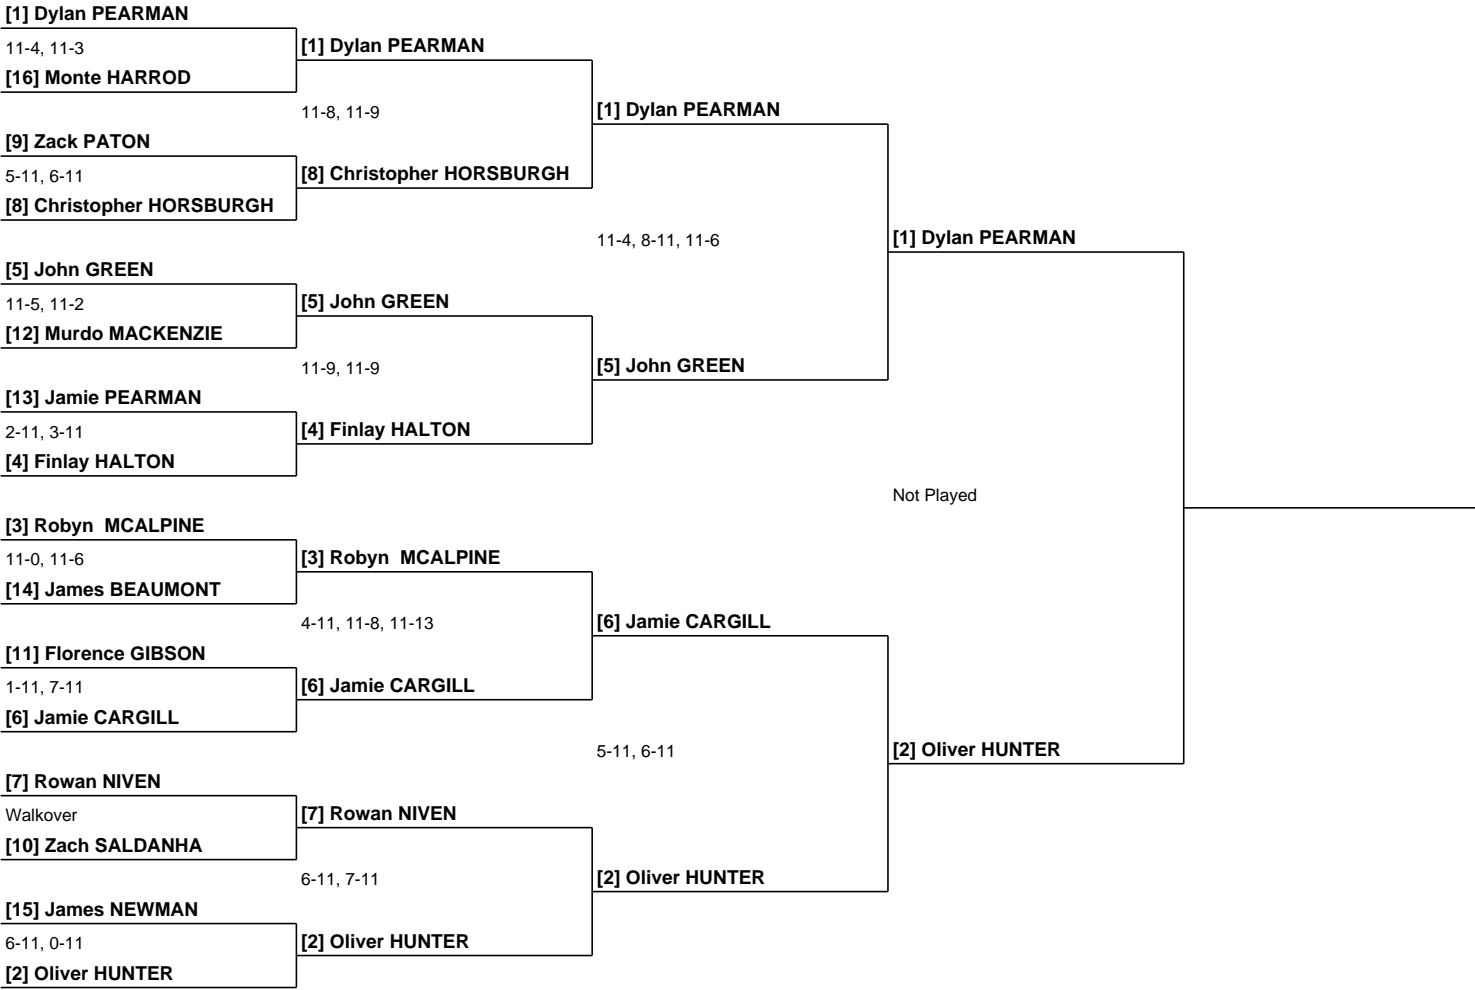 [1] Dylan PEARMAN
11-4, 11-3
[16] Monte HARROD
[9] Zack PATON
5-11, 6-11
[8] Christopher HORSBURGH
[5] John GREEN
11-5, 11-2
[12] Murdo MACKENZIE
[13] Jamie PEARMAN
2-11, 3-11
[4] Finlay HALTON
[3] Robyn  MCALPINE
11-0, 11-6
[14] James BEAUMONT
[11] Florence GIBSON
1-11, 7-11
[6] Jamie CARGILL
[7] Rowan NIVEN
Walkover
[10] Zach SALDANHA
[15] James NEWMAN
6-11, 0-11
[2] Oliver HUNTER
[1] Dylan PEARMAN
11-8, 11-9
[8] Christopher HORSBURGH
[5] John GREEN
11-9, 11-9
[4] Finlay HALTON
[3] Robyn  MCALPINE
4-11, 11-8, 11-13
[6] Jamie CARGILL
[7] Rowan NIVEN
6-11, 7-11
[2] Oliver HUNTER
[1] Dylan PEARMAN
11-4, 8-11, 11-6
[5] John GREEN
[6] Jamie CARGILL
5-11, 6-11
[2] Oliver HUNTER
[1] Dylan PEARMAN
Not Played
[2] Oliver HUNTER